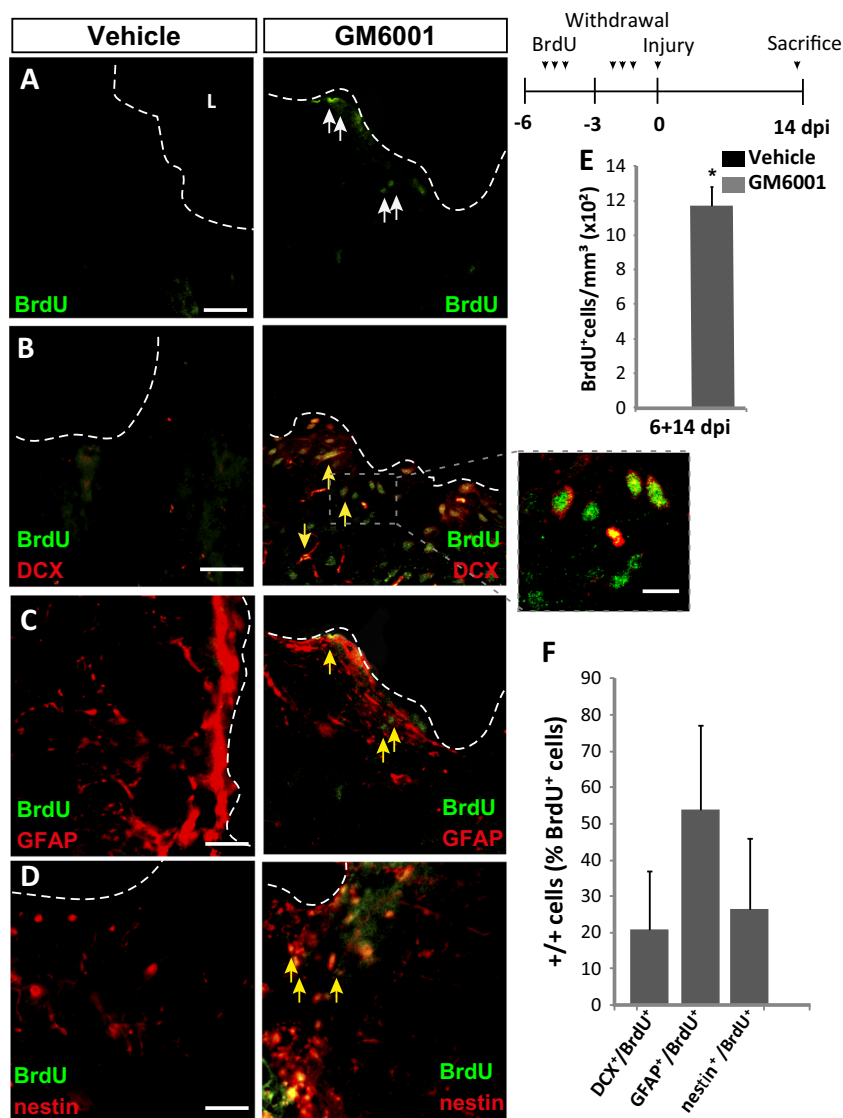 Vehicle
GM6001
Withdrawal
BrdU
Injury
Sacrifice
-6
-3
0
14 dpi
A
L
BrdU
BrdU
E
Vehicle
GM6001
*
BrdU⁺cells/mm³ (x10²)
14
12
10
8
6
4
2
0
6+14 dpi
B
BrdU
DCX
BrdU
DCX
C
BrdU
GFAP
BrdU
GFAP
D
BrdU
nestin
BrdU
nestin
F
+/+ cells (% BrdU⁺ cells)
90
80
70
60
50
40
30
20
10
0
DCX⁺/BrdU⁺
GFAP⁺/BrdU⁺
nestin⁺/BrdU⁺